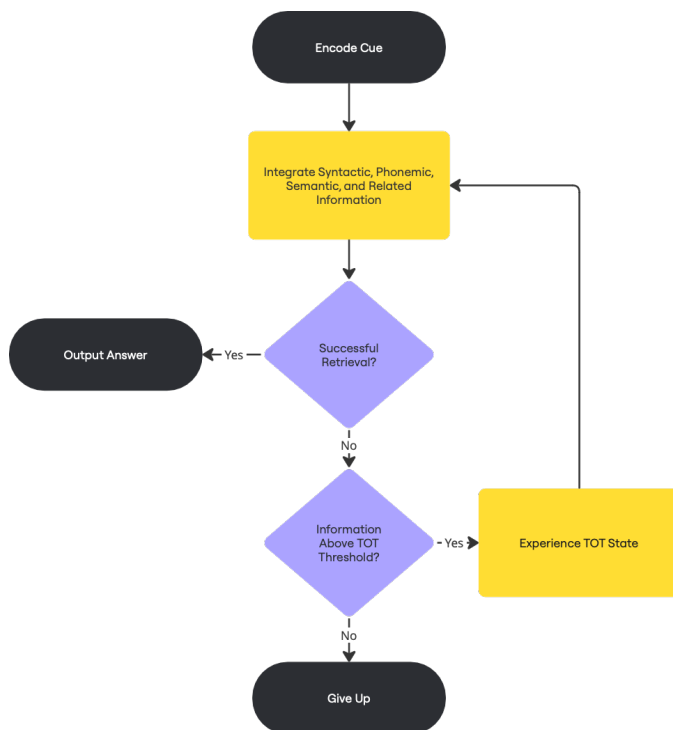 Encode Cue
Integrate Syntactic, Phonemic,
Semantic, and Related
Information
Successful
Retrieval?
Yes
Output Answer
No
Information
Above TOT
Threshold?
Yes
Experience TOT State
No
Give Up